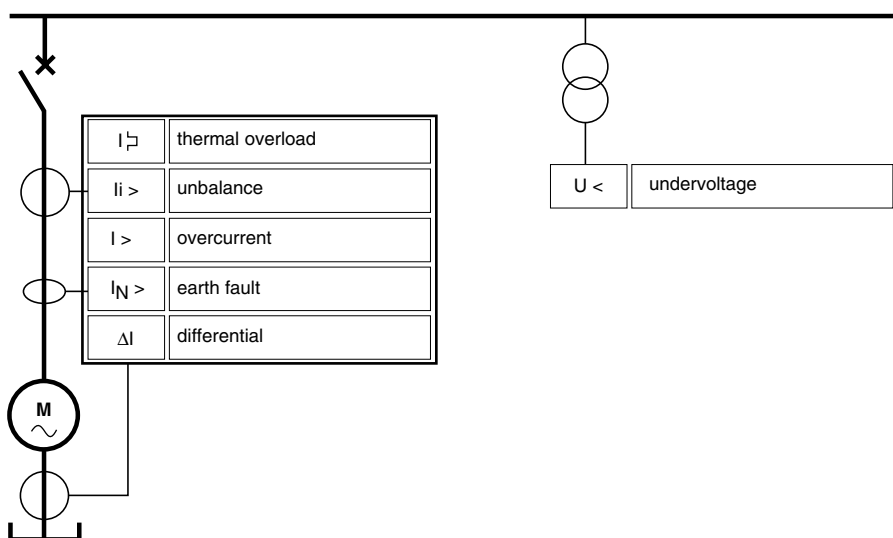 I thermal overload
Ii > unbalance
I > overcurrent
IN > earth fault
ΔI differential
U < undervoltage
M